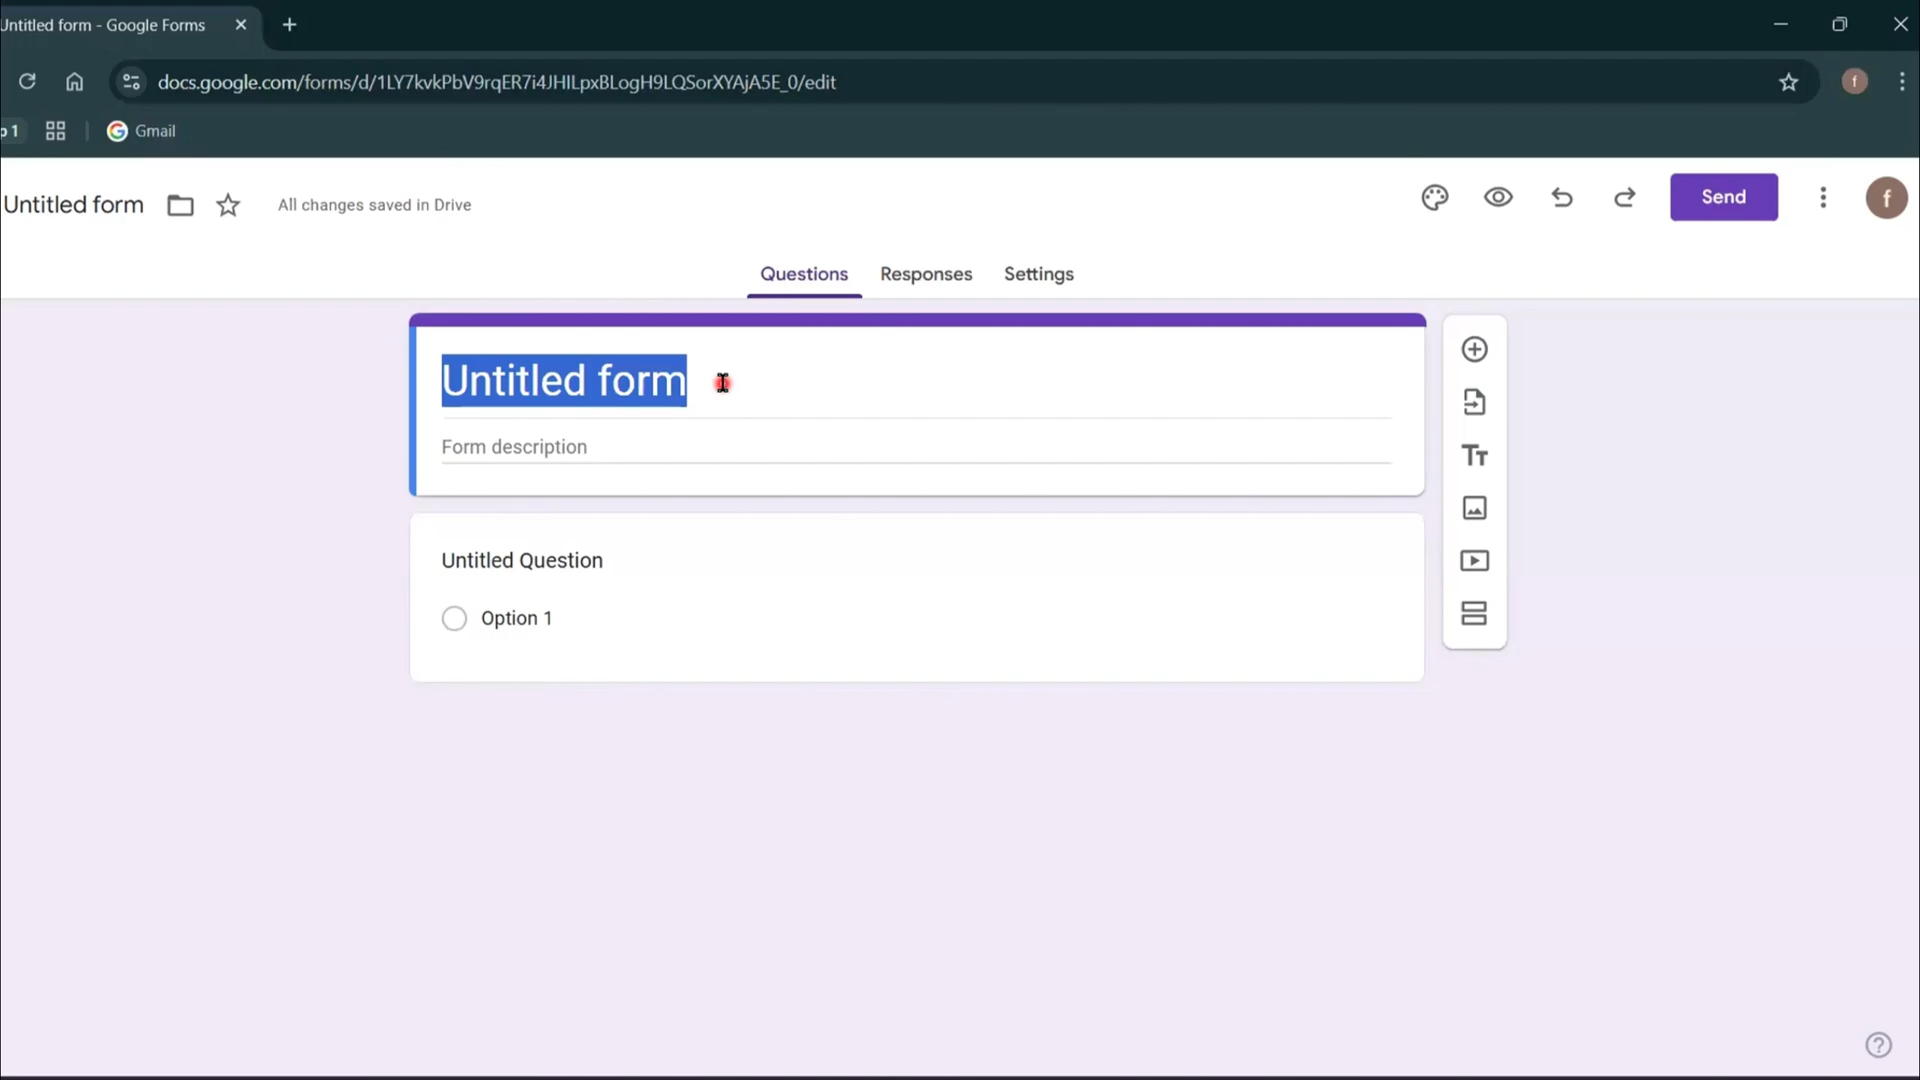 Untitled form - Google Forms
docs.google.com/forms/d/1LY7kvkPbV9rqER7i4JHILpxBLogH9LQSorXYAjA5E_0/edit
f
p 1
Gmail
Untitled form
All changes saved in Drive
Send
f
Questions
Responses
Settings
Untitled form
Form description
Untitled Question
Option 1